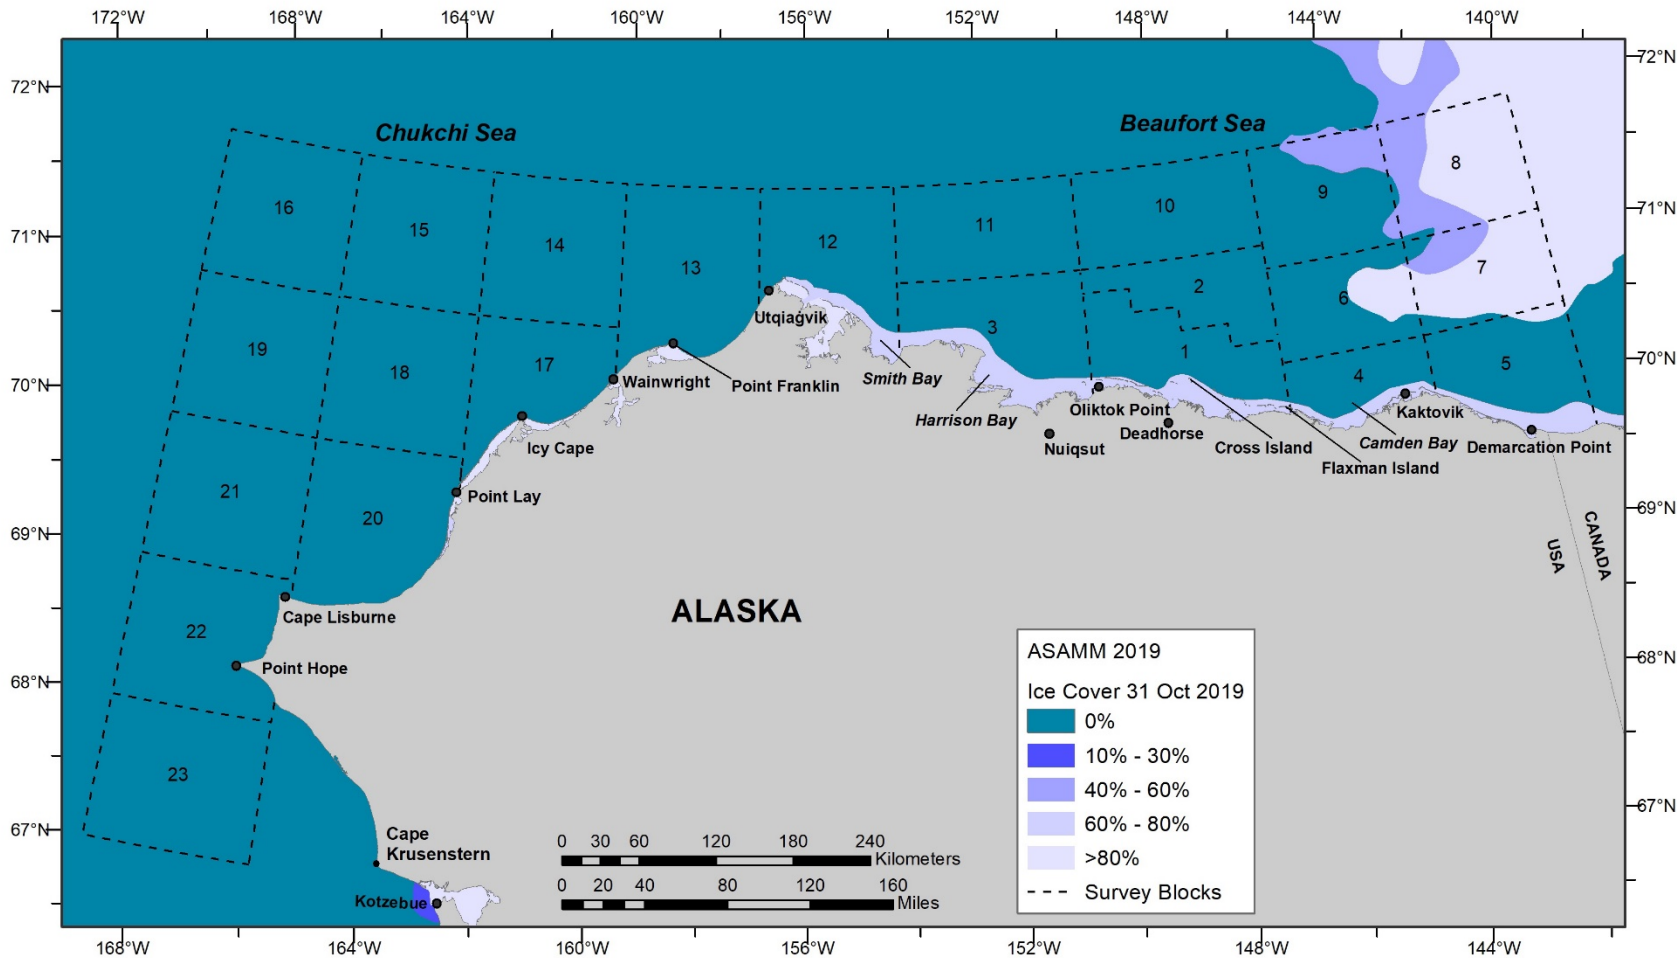 172°W 168°W 164°W 160°W 156°W 152°W 148°W 144°W 140°W
72°N 72°N
Chukchi Sea Beaufort Sea
8
16 9
15 14 13 12 11 10
71°N 71°N
7
2
6
3
Utqiaġvik
19 18 17
1
70°N 70°N
5
4
Wainwright Point Franklin Smith Bay
Harrison Bay Oliktok Point Kaktovik
Icy Cape Nuiqsut Deadhorse Cross Island Camden Bay Demarcation Point
Flaxman Island
21 20 Point Lay
69°N 69°N
USA CANADA
Cape Lisburne
ALASKA
22
Point Hope
68°N 68°N
23
67°N 67°N
Cape
Krusenstern
Kotzebue
0 30 60 120 180 240
Kilometers
0 20 40 80 120 160
Miles
ASAMM 2019
Ice Cover 31 Oct 2019
0%
10% - 30%
40% - 60%
60% - 80%
>80%
Survey Blocks
168°W 164°W 160°W 156°W 152°W 148°W 144°W